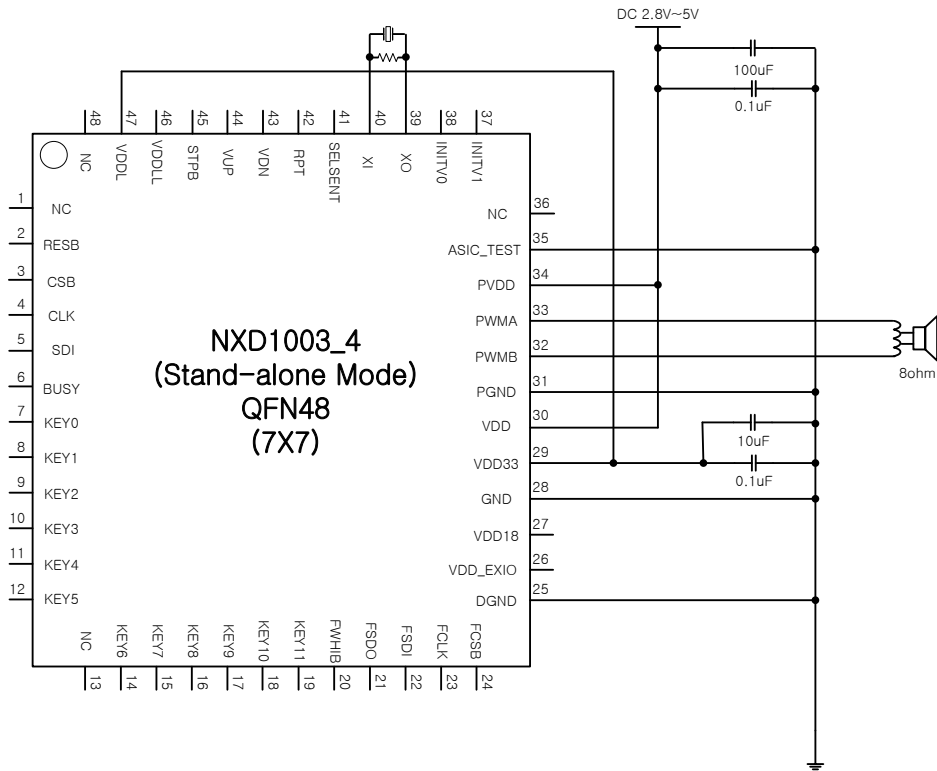 DC 2.8V~5V
100uF
0.1uF
48 47 46 45 44 43 42 41 40 39 38 37
NC VDDL VDDLL STPB VUP VDN RPT SELSENT XI XO INITV0 INITV1
1 NC
2 RESB
3 CSB
4 CLK
5 SDI
6 BUSY
7 KEY0
8 KEY1
9 KEY2
10 KEY3
11 KEY4
12 KEY5
NXD1003_4
(Stand-alone Mode)
QFN48
(7X7)
NC 36
ASIC_TEST 35
PVDD 34
PWMA 33
PWMB 32
PGND 31
VDD 30
VDD33 29
GND 28
VDD18 27
VDD_EXIO 26
DGND 25
8ohm
10uF
0.1uF
NC KEY6 KEY7 KEY8 KEY9 KEY10 KEY11 FWHIB FSDO FSDI FCLK FCSB
13 14 15 16 17 18 19 20 21 22 23 24